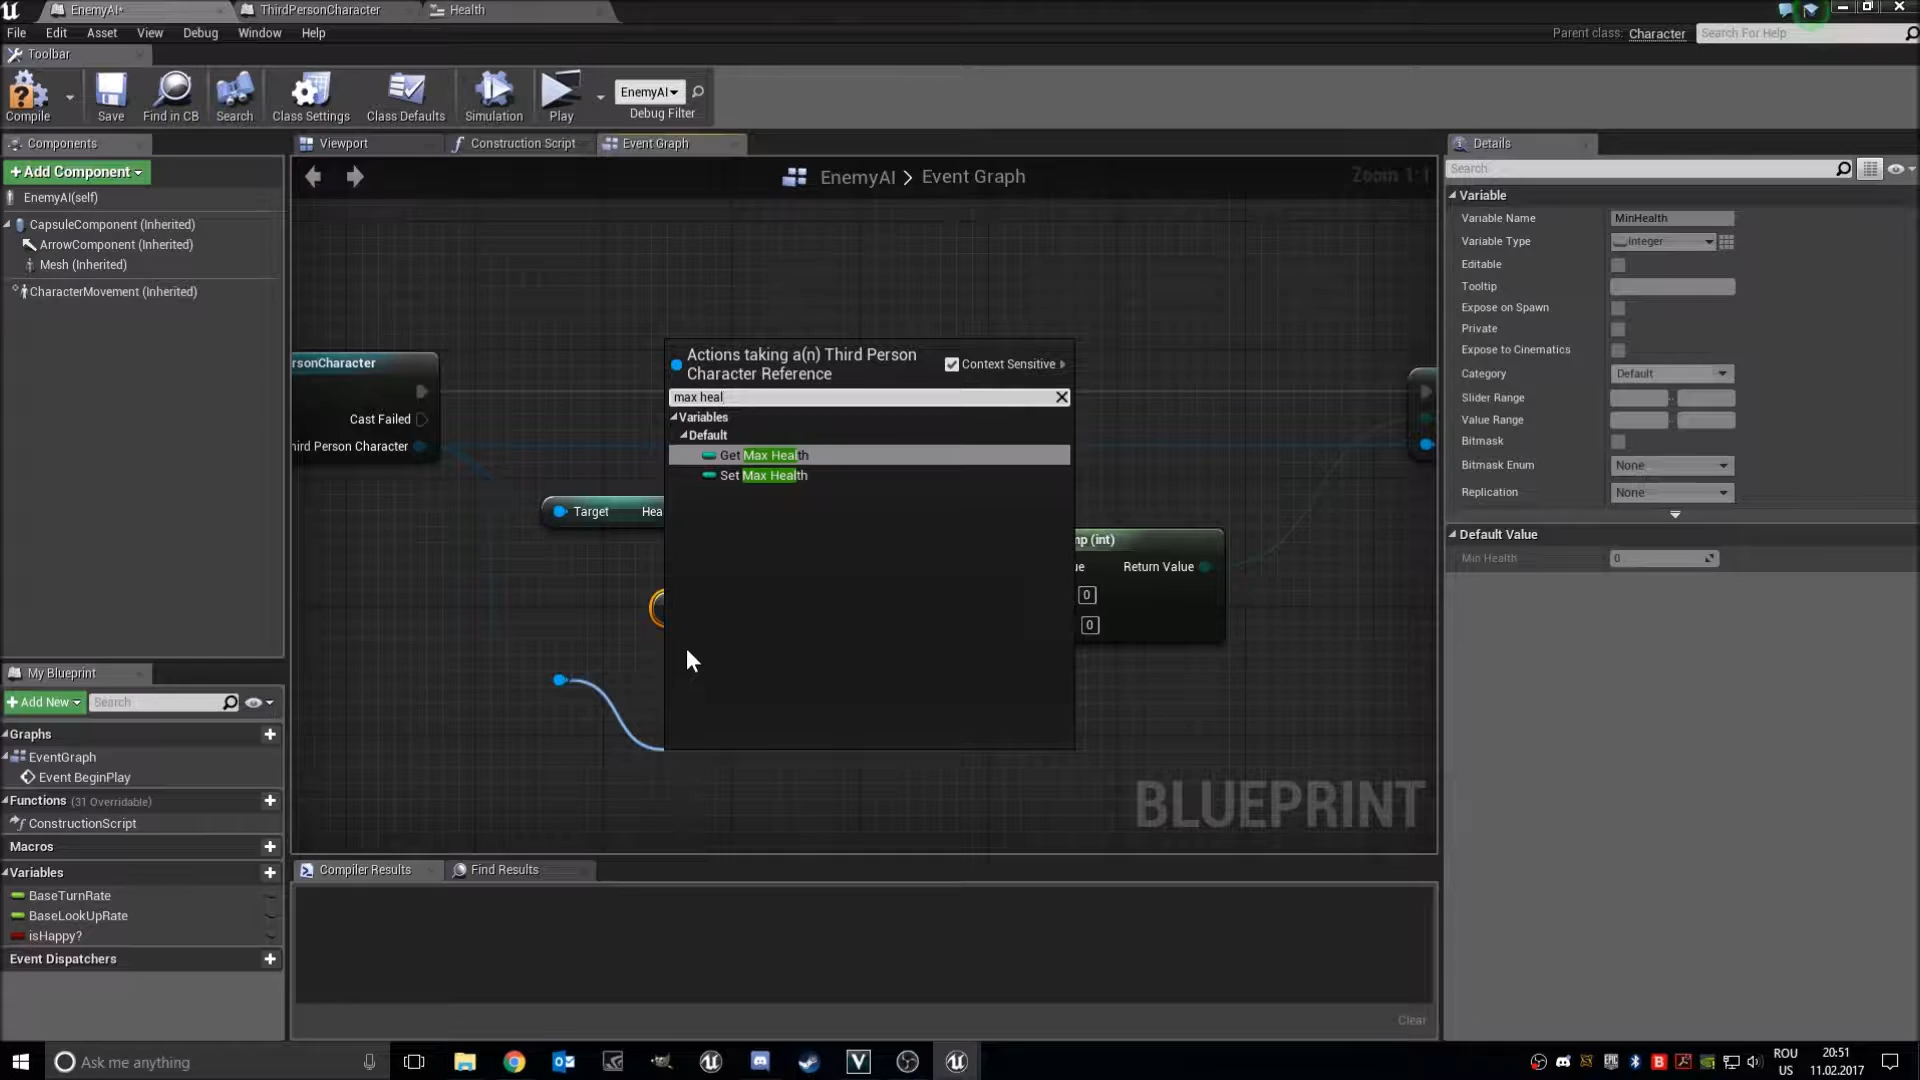 EnemyAI*
ThirdPersonCharacter
Health
File Edit Asset View Debug Window Help
Parent class: Character
Search For Help
Toolbar
Compile
Save
Find in CB
Search
Class Settings
Class Defaults
Simulation
Play
EnemyAI
Debug Filter
Components
+Add Component
EnemyAI(self)
CapsuleComponent (Inherited)
ArrowComponent (Inherited)
Mesh (Inherited)
CharacterMovement (Inherited)
My Blueprint
+Add New
Search
Graphs
EventGraph
Event BeginPlay
Functions (31 Overridable)
ConstructionScript
Macros
Variables
BaseTurnRate
BaseLookUpRate
isHappy?
Event Dispatchers
Viewport
Construction Script
Event Graph
EnemyAI > Event Graph
Zoom 1:1
rsonCharacter
Cast Failed
hird Person Character
Target Hea
Actions taking a(n) Third Person
Character Reference
Context Sensitive
max heal
Variables
Default
Get Max Health
Set Max Health
mp (int)
ue Return Value
0
0
BLUEPRINT
Compiler Results
Find Results
Clear
Details
Search
Variable
Variable Name MinHealth
Variable Type Integer
Editable
Tooltip
Expose on Spawn
Private
Expose to Cinematics
Category Default
Slider Range
Value Range
Bitmask
Bitmask Enum None
Replication None
Default Value
Min Health 0
Ask me anything
ROU
US
20:51
11.02.2017